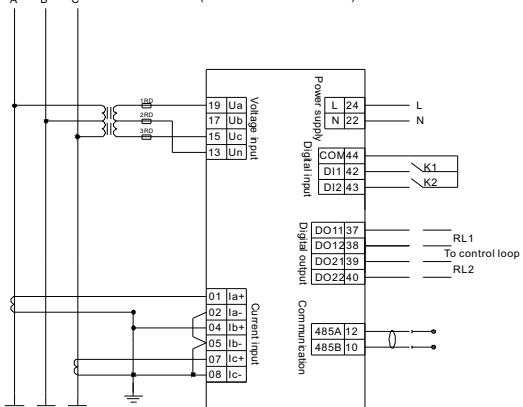 A B C
1RD
2RD
3RD
19 Ua
17 Ub
15 Uc
13 Un
Voltage input
01 Ia+
02 Ia-
04 Ib+
05 Ib-
07 Ic+
08 Ic-
Current input
Power supply
L 24 L
N 22 N
Digital input
COM 44
DI1 42 K1
DI2 43 K2
Digital output
DO11 37
DO12 38
DO21 39
DO22 40
RL1
To control loop
RL2
Communication
485A 12
485B 10